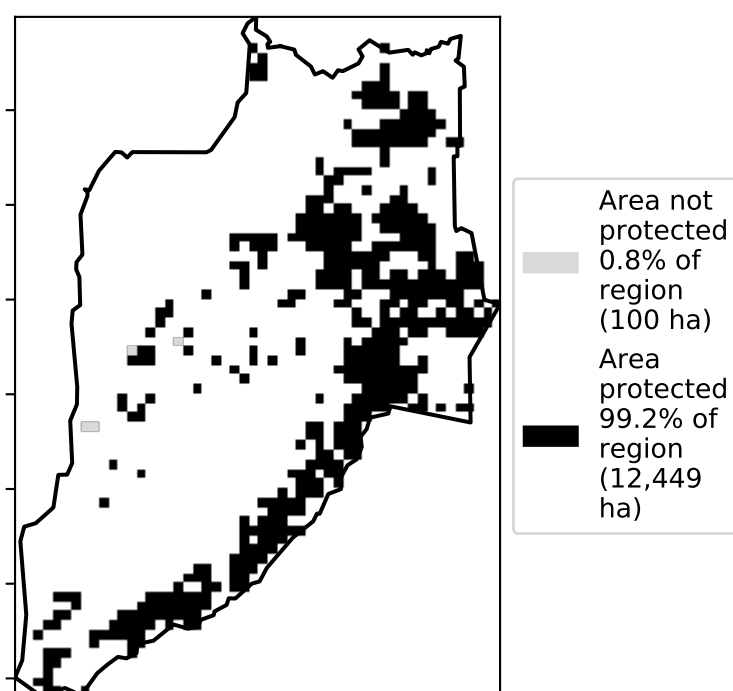 Area not
protected
0.8% of
region
(100 ha)
Area
protected
99.2% of
region
(12,449
ha)